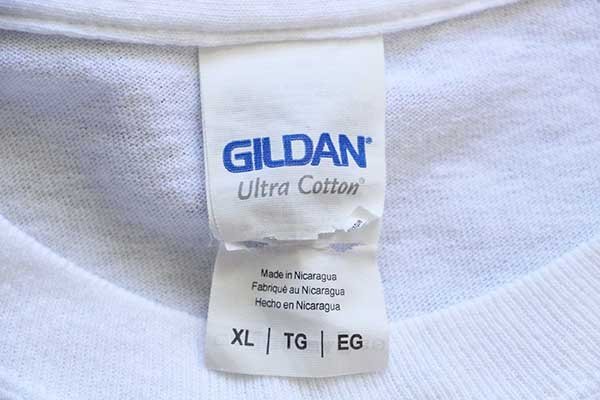 GILDAN®
Ultra Cotton®
Made in Nicaragua
Fabriqué au Nicaragua
Hecho en Nicaragua
XL | TG | EG